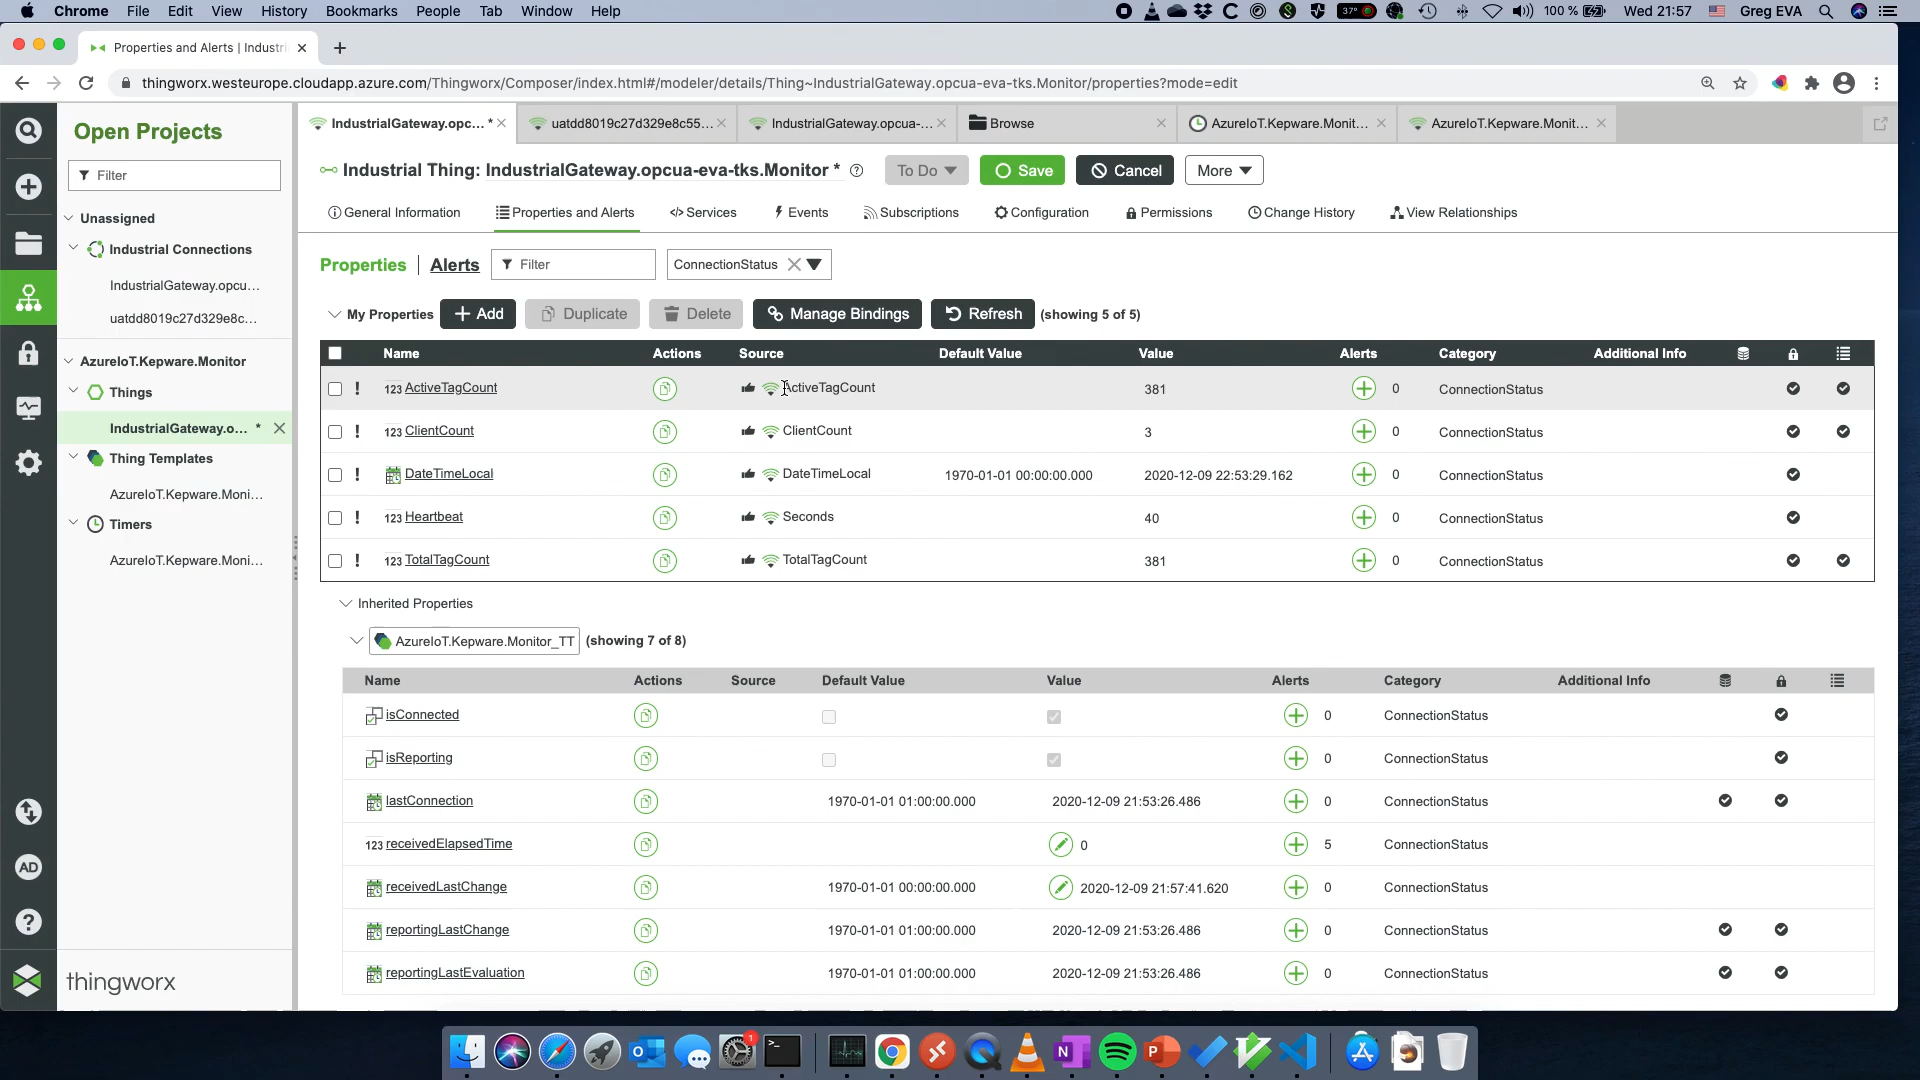 Chrome File Edit View History Bookmarks People Tab Window Help 37° 100 % Wed 21:57 Greg EVA
Properties and Alerts | Industri
thingworx.westeurope.cloudapp.azure.com/Thingworx/Composer/index.html#/modeler/details/Thing~IndustrialGateway.opcua-eva-tks.Monitor/properties?mode=edit
Open Projects
Filter
Unassigned
Industrial Connections
IndustrialGateway.opcu...
uatdd8019c27d329e8c...
AzureIoT.Kepware.Monitor
Things
IndustrialGateway.o... *
Thing Templates
AzureIoT.Kepware.Moni...
Timers
AzureIoT.Kepware.Moni...
AD
thingworx
IndustrialGateway.opc... * uatdd8019c27d329e8c55... IndustrialGateway.opcua-... Browse AzureIoT.Kepware.Monit... AzureIoT.Kepware.Monit...
Industrial Thing: IndustrialGateway.opcua-eva-tks.Monitor * To Do Save Cancel More
General Information Properties and Alerts Services Events Subscriptions Configuration Permissions Change History View Relationships
Properties | Alerts Filter ConnectionStatus
My Properties + Add Duplicate Delete Manage Bindings Refresh (showing 5 of 5)
Name Actions Source Default Value Value Alerts Category Additional Info
! 123 ActiveTagCount ActiveTagCount 381 0 ConnectionStatus
! 123 ClientCount ClientCount 3 0 ConnectionStatus
! DateTimeLocal DateTimeLocal 1970-01-01 00:00:00.000 2020-12-09 22:53:29.162 0 ConnectionStatus
! 123 Heartbeat Seconds 40 0 ConnectionStatus
! 123 TotalTagCount TotalTagCount 381 0 ConnectionStatus
Inherited Properties
AzureIoT.Kepware.Monitor_TT (showing 7 of 8)
Name Actions Source Default Value Value Alerts Category Additional Info
isConnected 0 ConnectionStatus
isReporting 0 ConnectionStatus
lastConnection 1970-01-01 01:00:00.000 2020-12-09 21:53:26.486 0 ConnectionStatus
123 receivedElapsedTime 0 5 ConnectionStatus
receivedLastChange 1970-01-01 00:00:00.000 2020-12-09 21:57:41.620 0 ConnectionStatus
reportingLastChange 1970-01-01 01:00:00.000 2020-12-09 21:53:26.486 0 ConnectionStatus
reportingLastEvaluation 1970-01-01 01:00:00.000 2020-12-09 21:53:26.486 0 ConnectionStatus
1